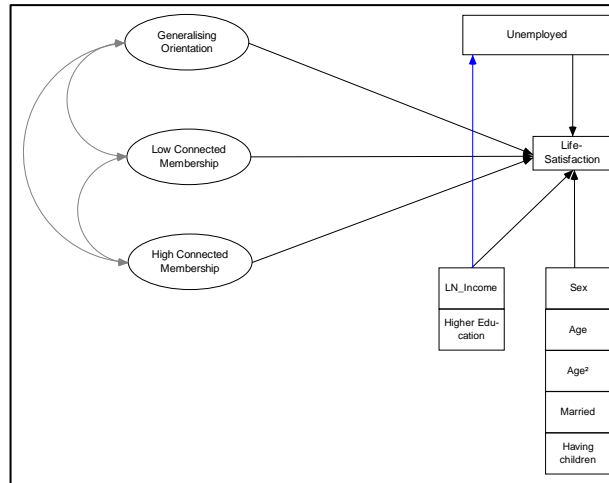 Generalising
Orientation
Unemployed
Low Connected
Membership
Life-
Satisfaction
High Connected
Membership
LN_Income
Higher Edu-
cation
Sex
Age
Age²
Married
Having
children